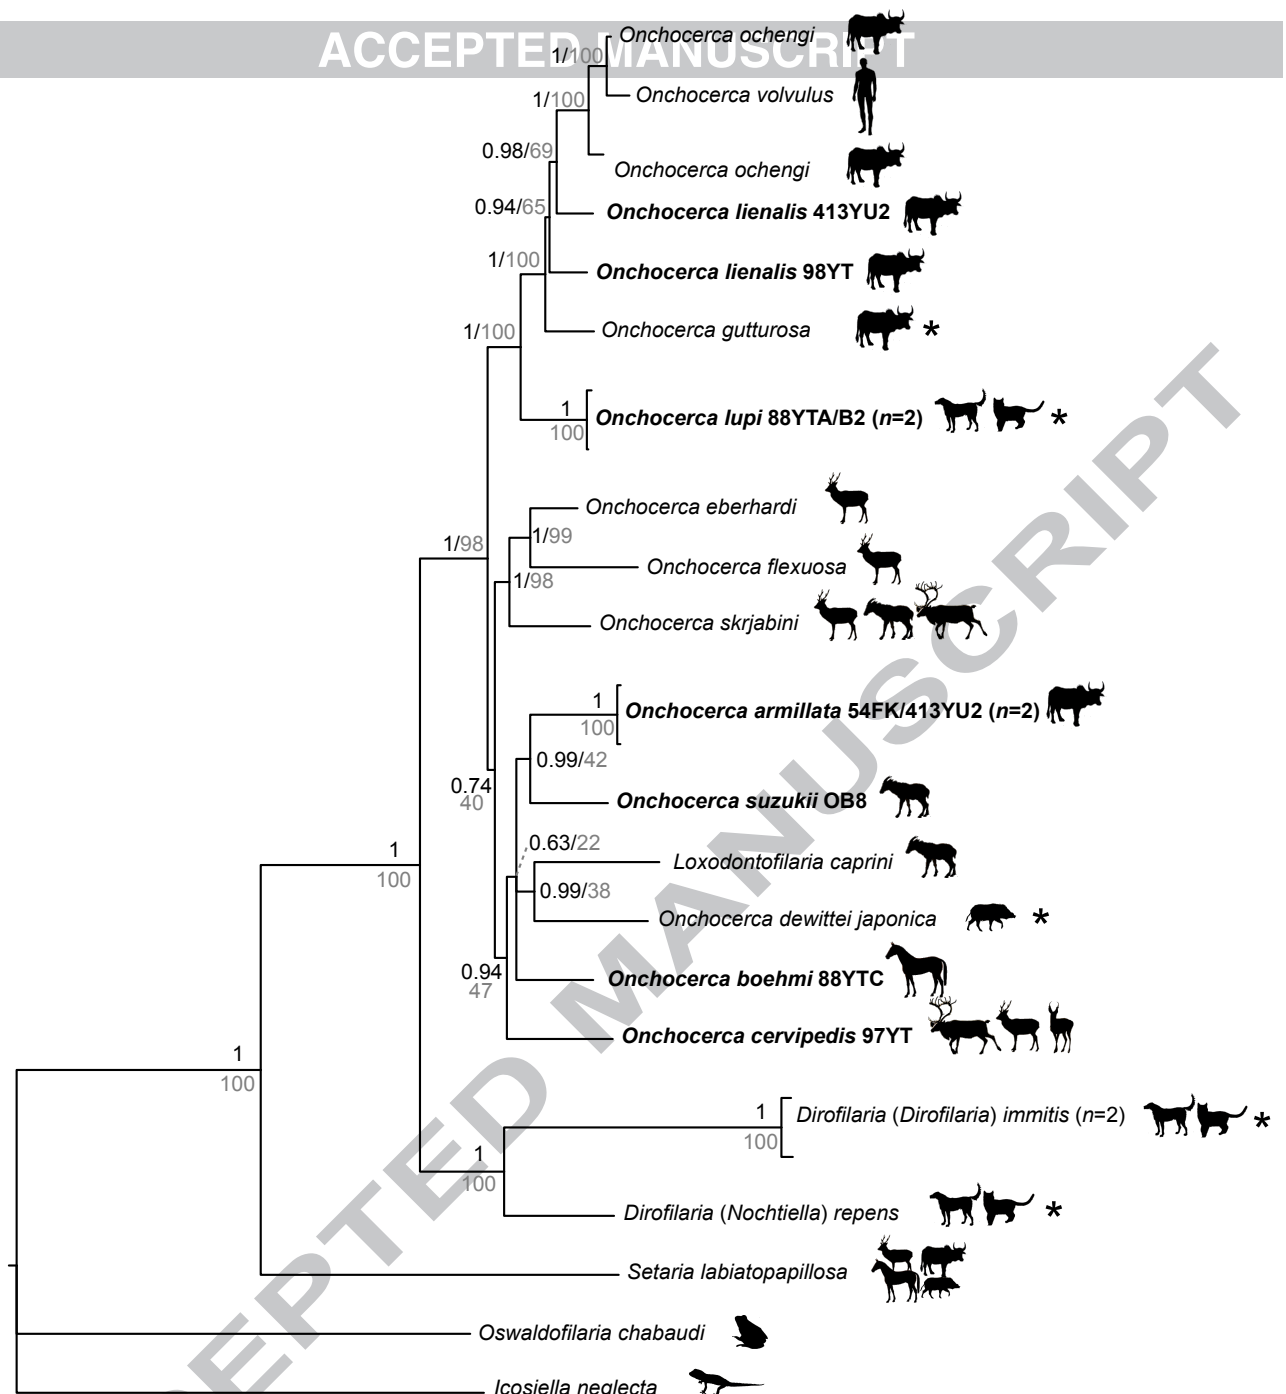 ACCEPTED MANUSCRIPT
Onchocerca ochengi
1/100
Onchocerca volvulus
1/100
0.98/69
Onchocerca ochengi
0.94/65
Onchocerca lienalis 413YU2
1/100
Onchocerca lienalis 98YT
1/100
Onchocerca gutturosa *
1
100
Onchocerca lupi 88YTA/B2 (n=2) *
Onchocerca eberhardi
1/99
1/98
Onchocerca flexuosa
1/98
Onchocerca skrjabini
1
100
Onchocerca armillata 54FK/413YU2 (n=2)
0.99/42
0.74
40
Onchocerca suzukii OB8
0.63/22
1
100
Loxodontofilaria caprini
0.99/38
Onchocerca dewittei japonica *
0.94
47
Onchocerca boehmi 88YTC
Onchocerca cervipedis 97YT
1
100
1
100
Dirofilaria (Dirofilaria) immitis (n=2) *
1
100
Dirofilaria (Nochtiella) repens *
Setaria labiatopapillosa
Oswaldofilaria chabaudi
Icosiella neglecta
EPTED MANUSCRIPT